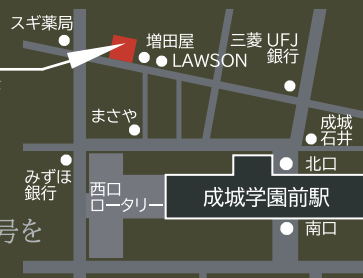 スギ薬局
増田屋
LAWSON
三菱 UFJ
銀行
まさや
成城
石井
みずほ
銀行
西口
ロータリー
北口
成城学園前駅
南口
号を